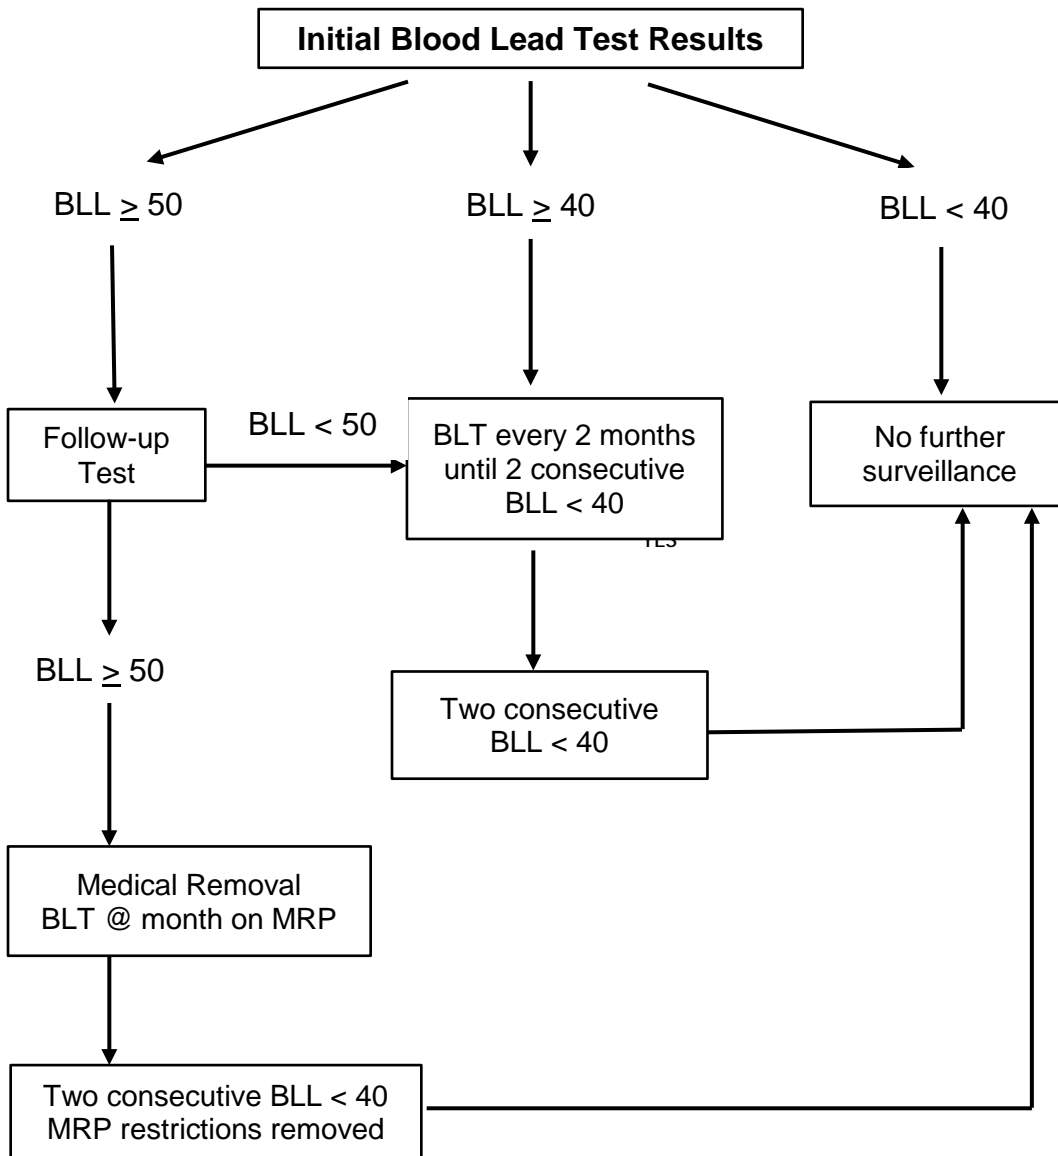 Initial Blood Lead Test Results
BLL ≥ 50
BLL ≥ 40
BLL < 40
Follow-up
Test
BLL < 50
BLT every 2 months
until 2 consecutive
BLL < 40
No further
surveillance
YES
BLL ≥ 50
Two consecutive
BLL < 40
Medical Removal
BLT @ month on MRP
Two consecutive BLL < 40
MRP restrictions removed